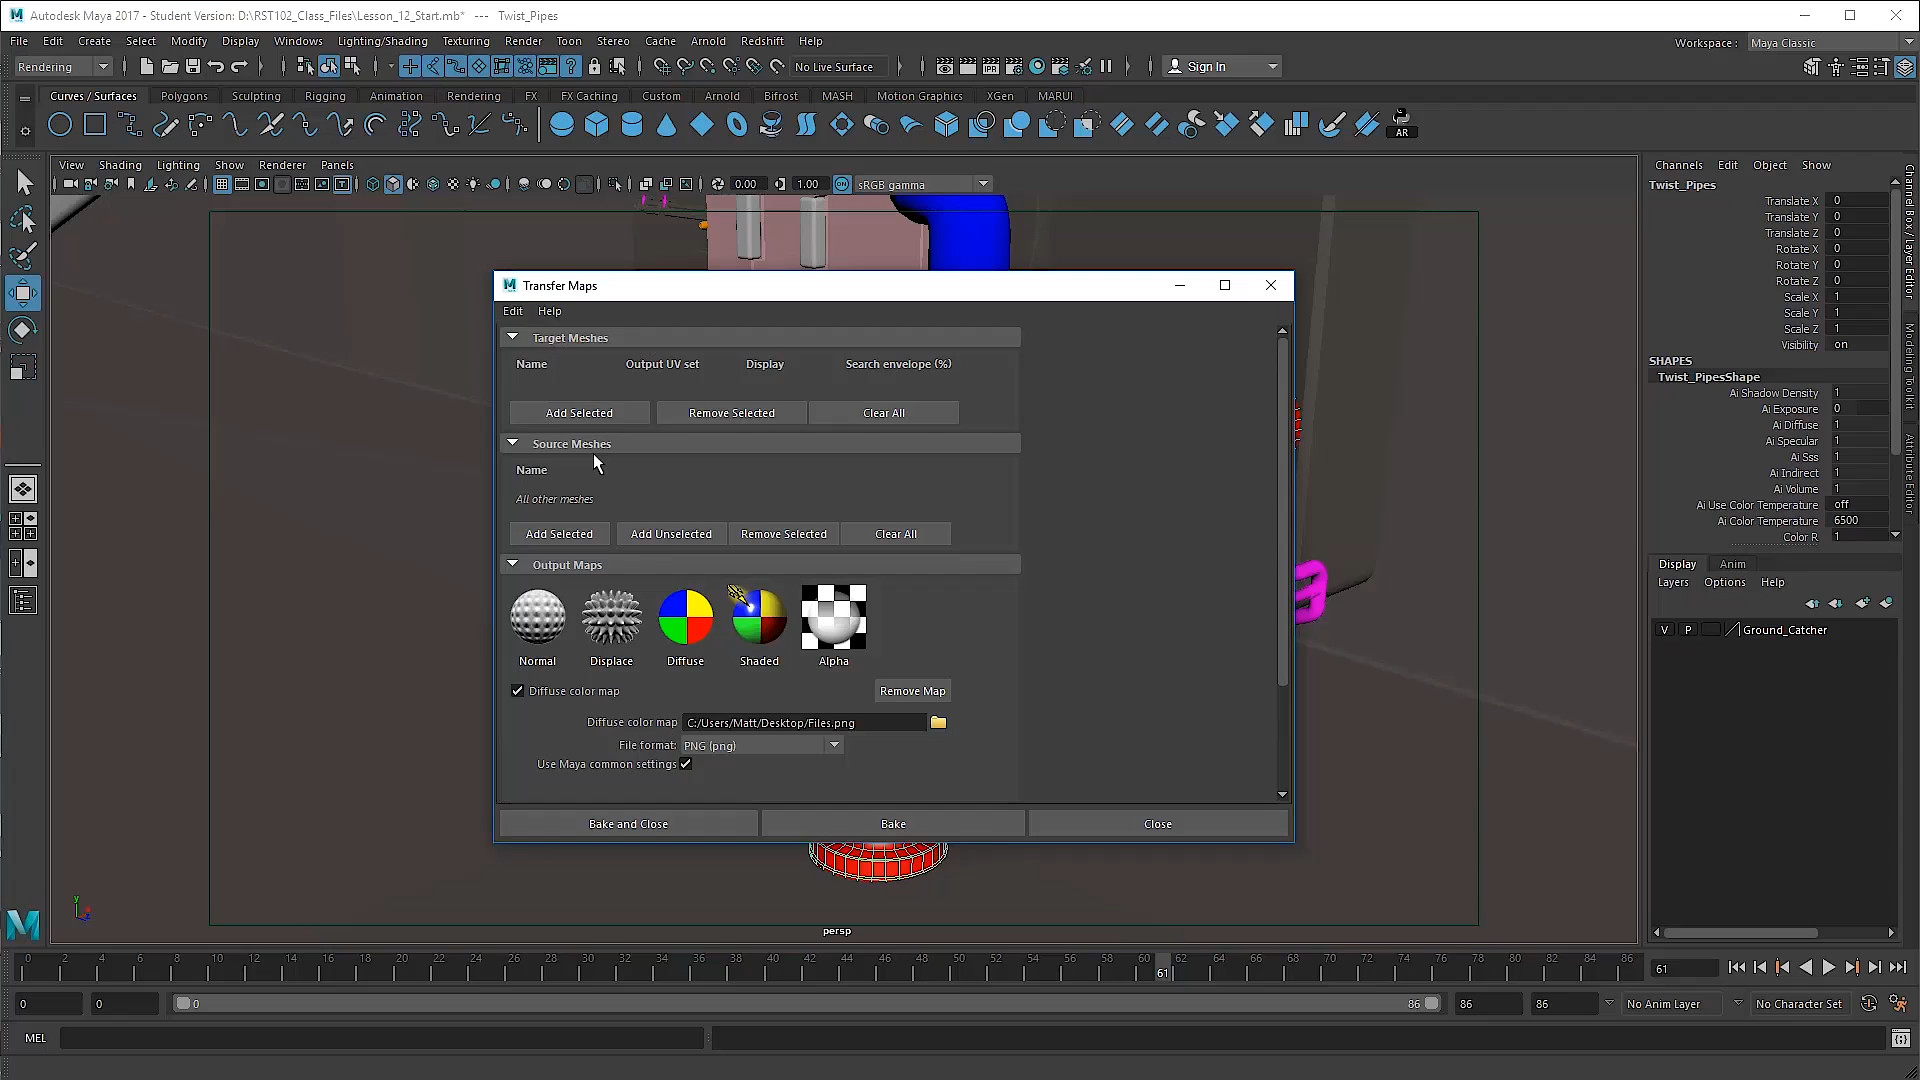 Autodesk Maya 2017 - Student Version: D:\RST102_Class_Files\Lesson_12_Start.mb* --- Twist_Pipes
File Edit Create Select Modify Display Windows Lighting/Shading Texturing Render Toon Stereo Cache Arnold Redshift Help
Workspace : Maya Classic
Rendering No Live Surface Sign In
Curves / Surfaces Polygons Sculpting Rigging Animation Rendering FX FX Caching Custom Arnold Bifrost MASH Motion Graphics XGen MARUI
IPR
AR
View Shading Lighting Show Renderer Panels
0.00 1.00 ON sRGB gamma
Channels Edit Object Show
Twist_Pipes
Translate X 0
Translate Y 0
Translate Z 0
Rotate X 0
Rotate Y 0
Rotate Z 0
Scale X 1
Scale Y 1
Scale Z 1
Visibility on
SHAPES
Twist_PipesShape
Ai Shadow Density 1
Ai Exposure 0
Ai Diffuse 1
Ai Specular 1
Ai Sss 1
Ai Indirect 1
Ai Volume 1
Ai Use Color Temperature off
Ai Color Temperature 6500
Color R 1
Channel Box / Layer Editor
Modeling Toolkit
Attribute Editor
Display Anim
Layers Options Help
V P Ground_Catcher
Transfer Maps
Edit Help
Target Meshes
Name Output UV set Display Search envelope (%)
Add Selected Remove Selected Clear All
Source Meshes
Name
All other meshes
Add Selected Add Unselected Remove Selected Clear All
Output Maps
Normal Displace Diffuse Shaded Alpha
Diffuse color map Remove Map
Diffuse color map C:/Users/Matt/Desktop/Files.png
File format: PNG (png)
Use Maya common settings
Bake and Close Bake Close
y
z
persp
0 2 4 6 8 10 12 14 16 18 20 22 24 26 28 30 32 34 36 38 40 42 44 46 48 50 52 54 56 58 60 62 64 66 68 70 72 74 76 78 80 82 84 86
61 61
0 0 0 86 86 86 No Anim Layer No Character Set
MEL